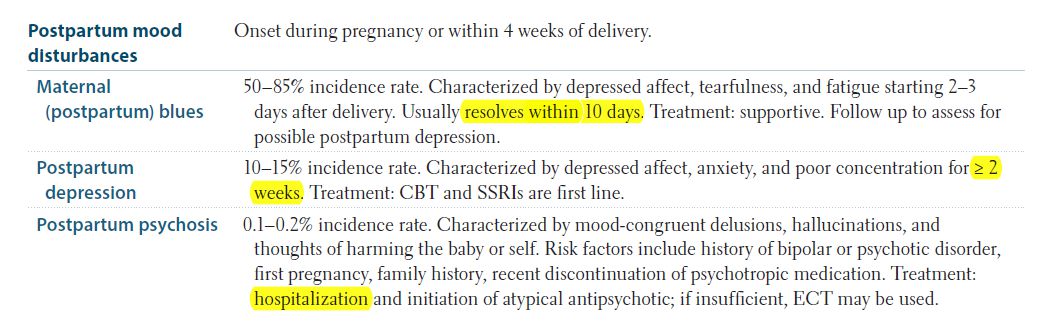 Postpartum mood Onset during pregnancy or within 4 weeks of delivery.
disturbances
Maternal 50–85% incidence rate. Characterized by depressed affect, tearfulness, and fatigue starting 2–3
(postpartum) blues days after delivery. Usually resolves within 10 days. Treatment: supportive. Follow up to assess for
possible postpartum depression.
Postpartum 10–15% incidence rate. Characterized by depressed affect, anxiety, and poor concentration for ≥ 2
depression weeks. Treatment: CBT and SSRIs are first line.
Postpartum psychosis 0.1–0.2% incidence rate. Characterized by mood-congruent delusions, hallucinations, and
thoughts of harming the baby or self. Risk factors include history of bipolar or psychotic disorder,
first pregnancy, family history, recent discontinuation of psychotropic medication. Treatment:
hospitalization and initiation of atypical antipsychotic; if insufficient, ECT may be used.